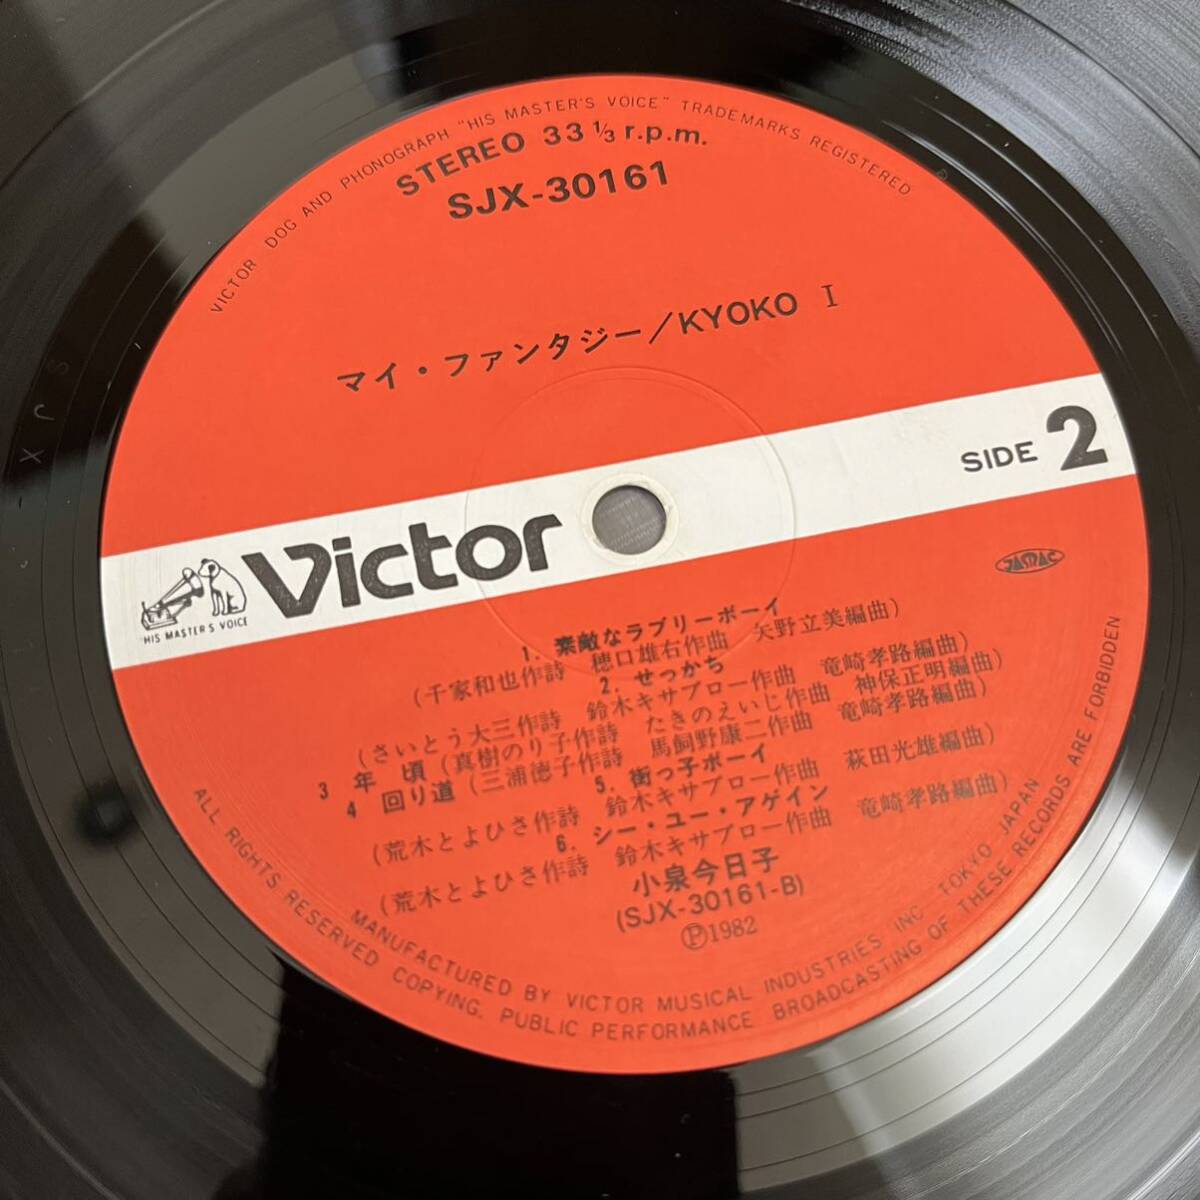 VICTOR DOG AND PHONOGRAPH "HIS MASTER'S VOICE" TRADEMARKS REGISTERED
STEREO 33 1/3 r.p.m.
SJX-30161
マイ・ファンタジー／KYOKO I
SIDE 2
Victor
HIS MASTER'S VOICE
JASRAC
1. 素敵なラブリーボーイ
(千家和也作詩 穂口雄右作曲 矢野立美編曲)
2. せっかち
(さいとう大三作詩 鈴木キサブロー作曲 竜崎孝路編曲)
3 年頃 (真樹のり子作詩 たきのえいじ作曲 神保正明編曲)
4 回り道 (三浦徳子作詩 馬飼野康二作曲 竜崎孝路編曲)
5. 街っ子ボーイ
(荒木とよひさ作詩 鈴木キサブロー作曲 萩田光雄編曲)
6. シー・ユー・アゲイン
(荒木とよひさ作詩 鈴木キサブロー作曲 竜崎孝路編曲)
小泉今日子
(SJX-30161-B)
Ⓟ1982
MANUFACTURED BY VICTOR MUSICAL INDUSTRIES INC. TOKYO JAPAN
ALL RIGHTS RESERVED COPYING, PUBLIC PERFORMANCE BROADCASTING OF THESE RECORDS ARE FORBIDDEN
S J X